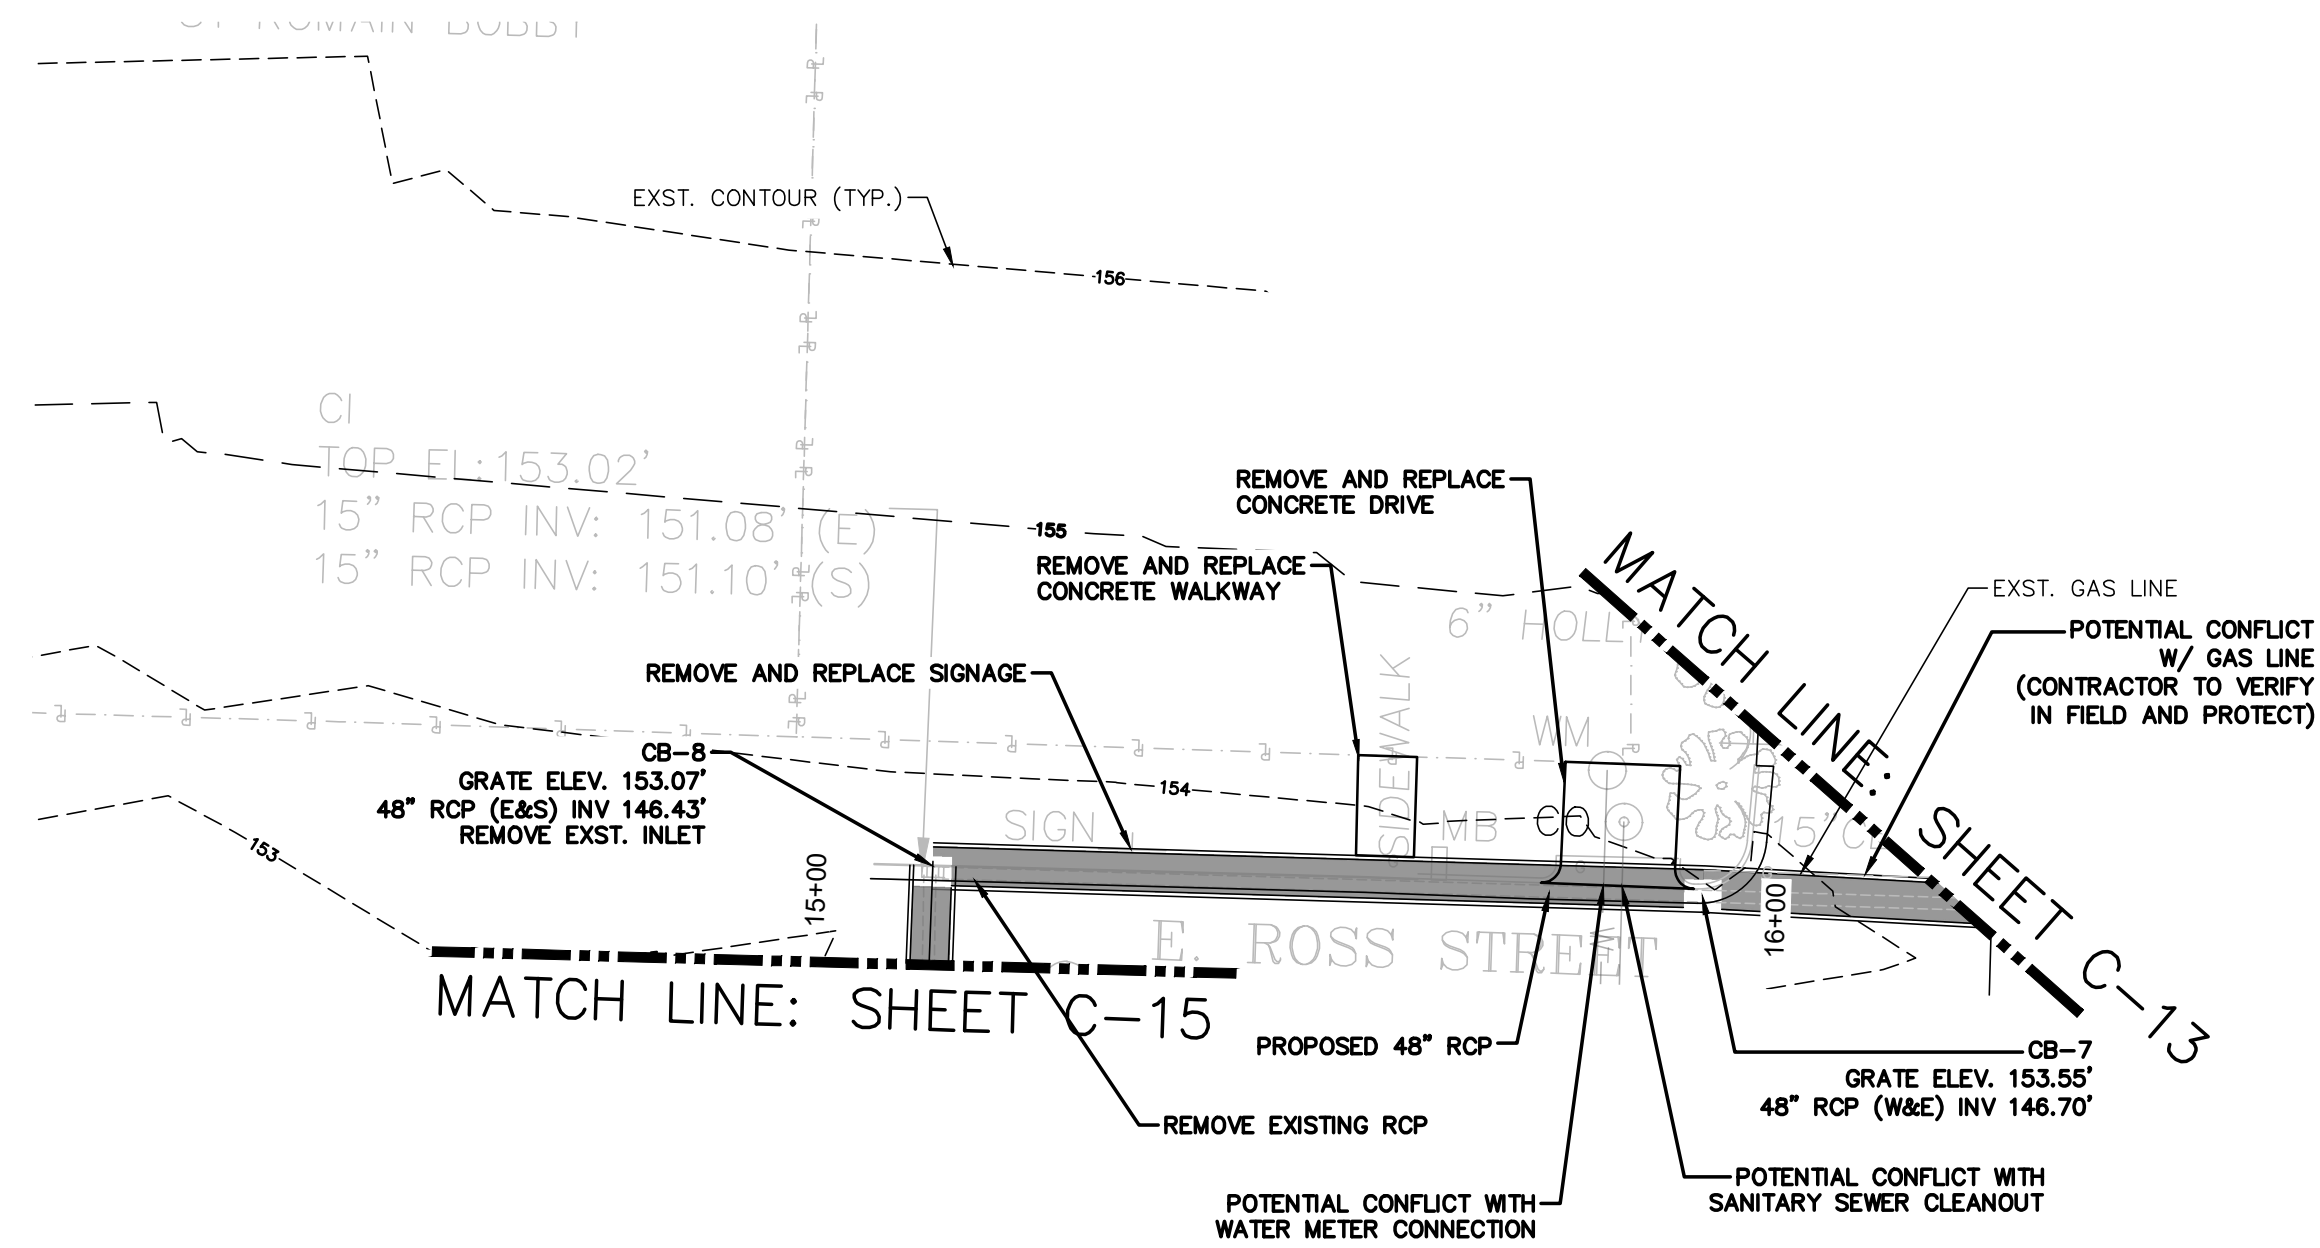 ROMAIN BOBBY
EXST. CONTOUR (TYP.)
156
CI
TOP EL:153.02'
15" RCP INV: 151.08' (E)
15" RCP INV: 151.10' (S)
155
REMOVE AND REPLACE
CONCRETE DRIVE
REMOVE AND REPLACE
CONCRETE WALKWAY
MATCH LINE: SHEET C-13
EXST. GAS LINE
POTENTIAL CONFLICT
W/ GAS LINE
(CONTRACTOR TO VERIFY
IN FIELD AND PROTECT)
6" HOLLY
REMOVE AND REPLACE SIGNAGE
SIDEWALK
WM
CB-8
GRATE ELEV. 153.07'
48" RCP (E&S) INV 146.43'
REMOVE EXST. INLET
154
SIGN
MB
CO
153
15+00
16+00
E. ROSS STREET
MATCH LINE: SHEET C-15
PROPOSED 48" RCP
CB-7
GRATE ELEV. 153.55'
48" RCP (W&E) INV 146.70'
REMOVE EXISTING RCP
POTENTIAL CONFLICT WITH
SANITARY SEWER CLEANOUT
POTENTIAL CONFLICT WITH
WATER METER CONNECTION